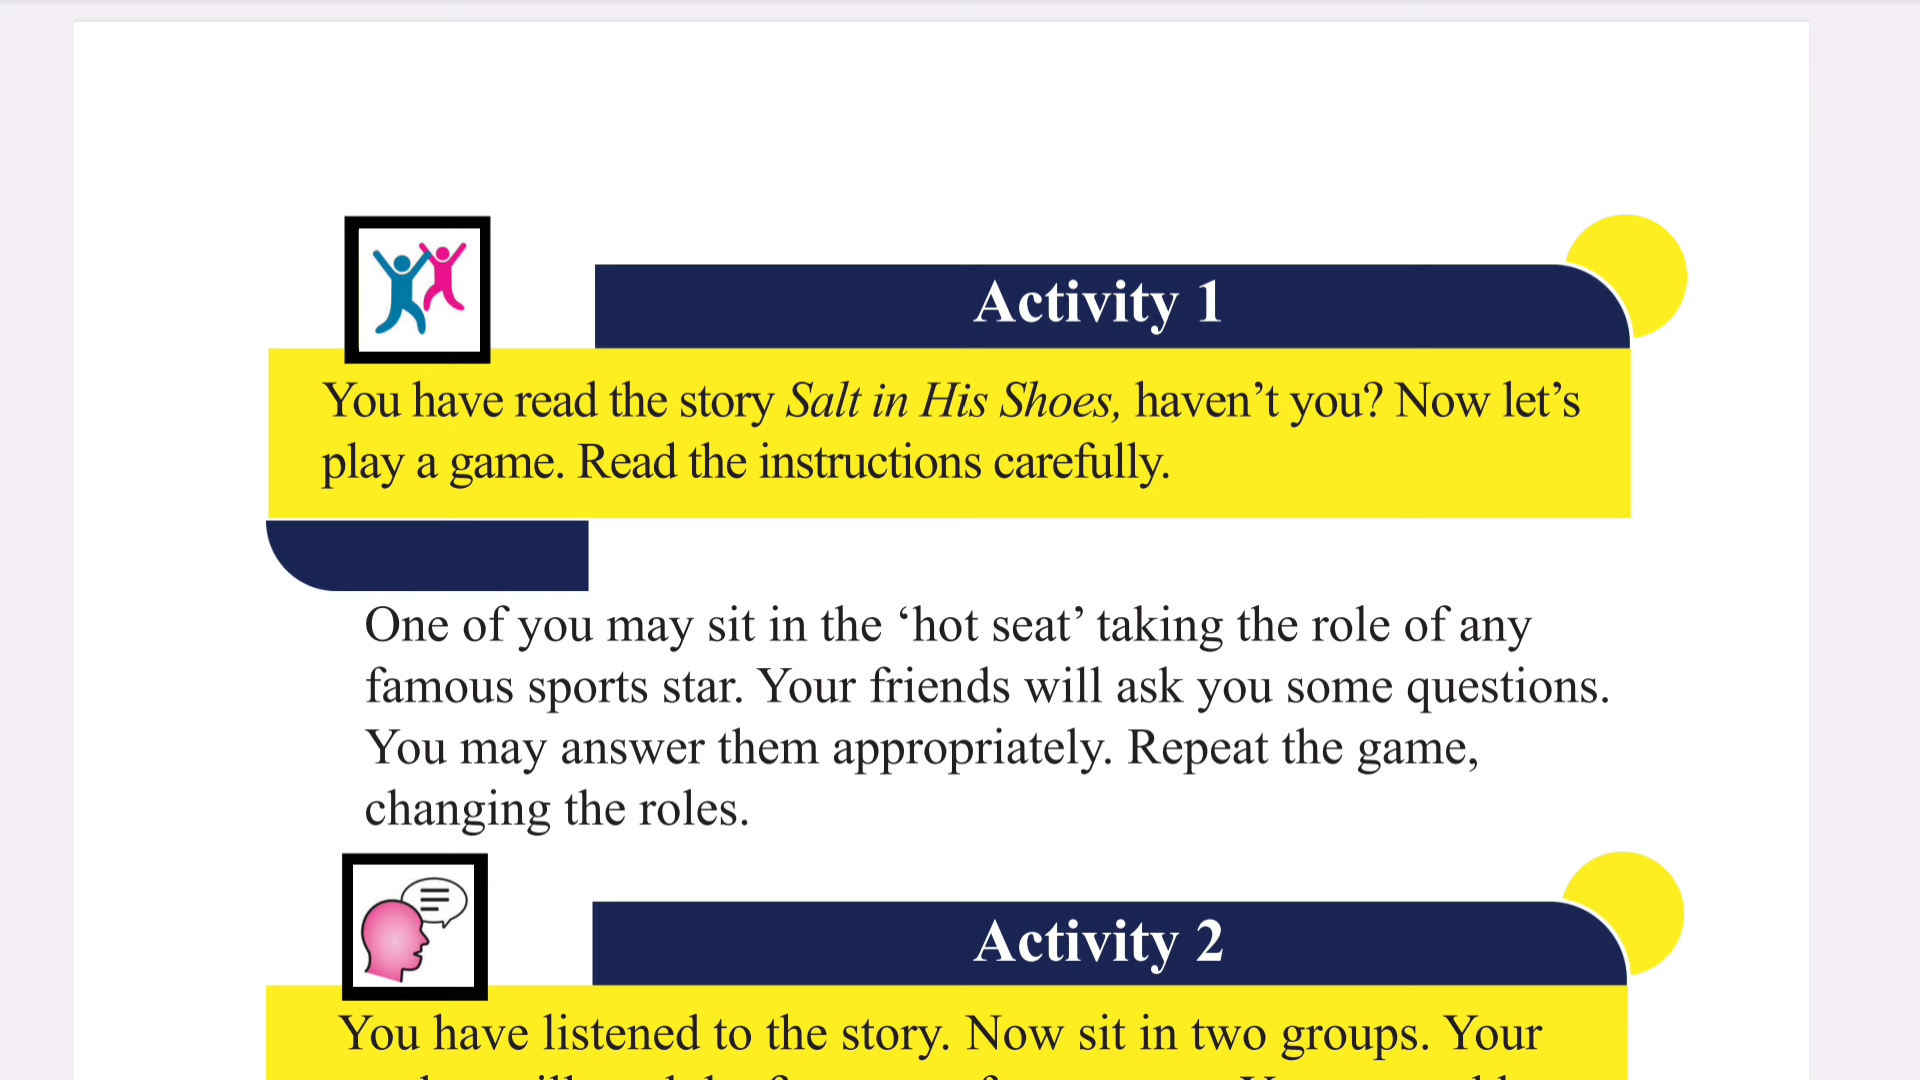 Activity 1
You have read the story Salt in His Shoes, haven’t you? Now let’s
play a game. Read the instructions carefully.
One of you may sit in the ‘hot seat’ taking the role of any
famous sports star. Your friends will ask you some questions.
You may answer them appropriately. Repeat the game,
changing the roles.
Activity 2
You have listened to the story. Now sit in two groups. Your